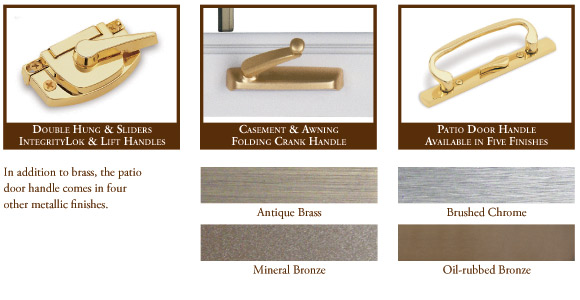 Double Hung & Sliders
IntegrityLok & Lift Handles
Casement & Awning
Folding Crank Handle
Patio Door Handle
Available in Five Finishes
In addition to brass, the patio
door handle comes in four
other metallic finishes.
Antique Brass
Brushed Chrome
Mineral Bronze
Oil-rubbed Bronze